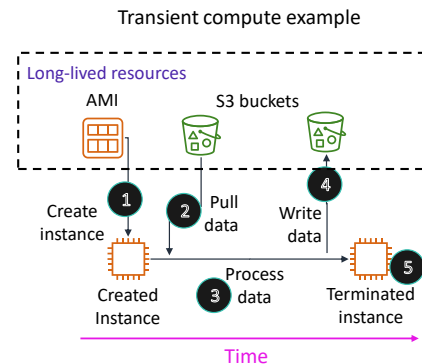 Transient compute example
Long-lived resources
AMI
S3 buckets
1
2
Pull
data
4
Create
instance
Write
data
5
3
Process
data
Created
Instance
Terminated
instance
Time